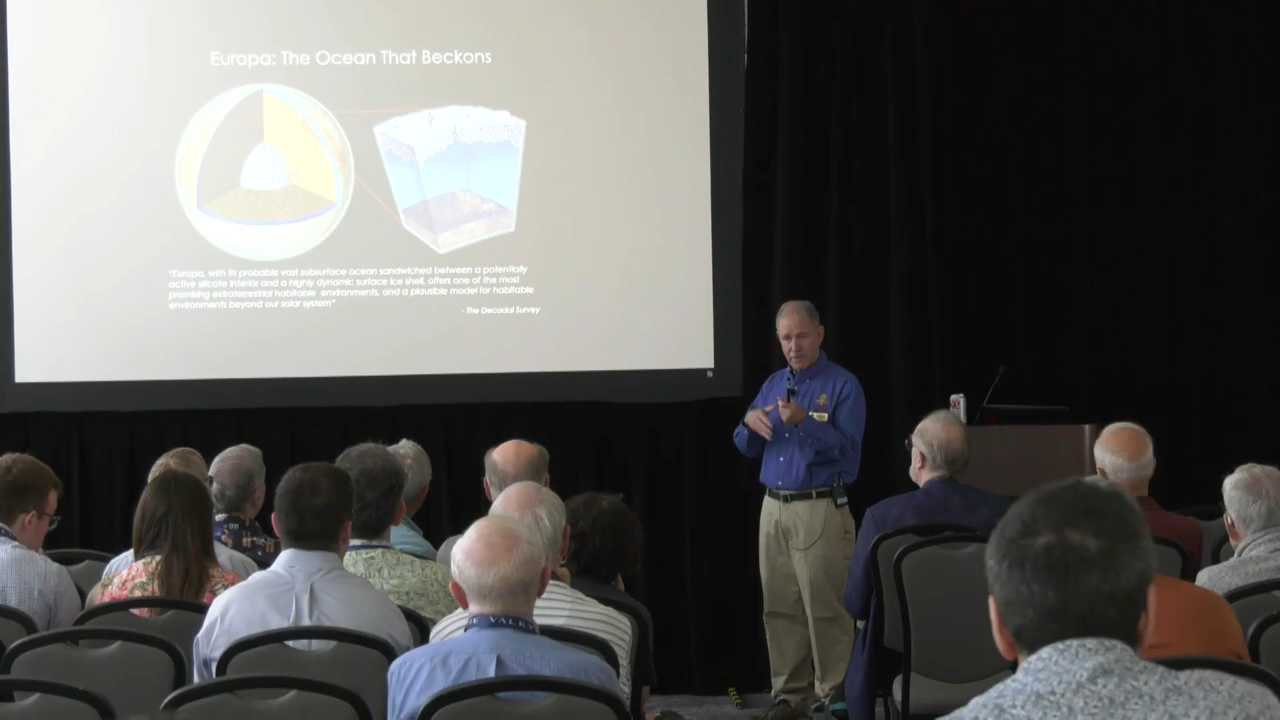 Europa: The Ocean That Beckons
"Europa, with its probable vast subsurface ocean sandwiched between a potentially
active silicate interior and a highly dynamic surface ice shell, offers one of the most
promising extraterrestrial habitable environments, and a plausible model for habitable
environments beyond our solar system"
- The Decadal Survey